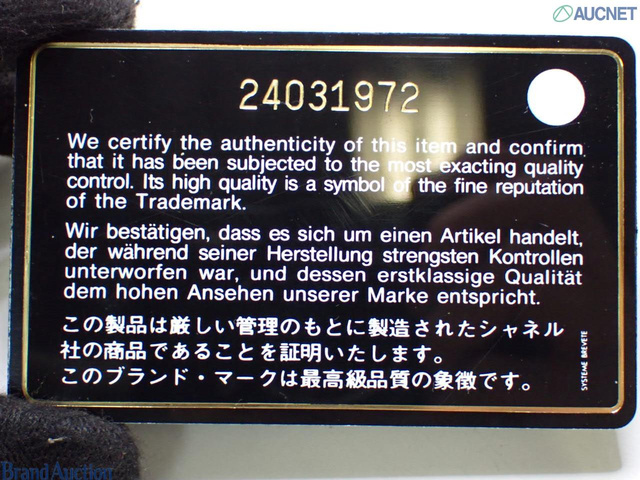 AUCNET
24031972
We certify the authenticity of this item and confirm
that it has been subjected to the most exacting quality
control. Its high quality is a symbol of the fine reputation
of the Trademark.
Wir bestätigen, dass es sich um einen Artikel handelt,
der während seiner Herstellung strengsten Kontrollen
unterworfen war, und dessen erstklassige Qualität
dem hohen Ansehen unserer Marke entspricht.
この製品は厳しい管理のもとに製造されたシャネル
社の商品であることを証明いたします。
このブランド・マークは最高級品質の象徴です。
SYSTEME BREVETE
Brand Auction